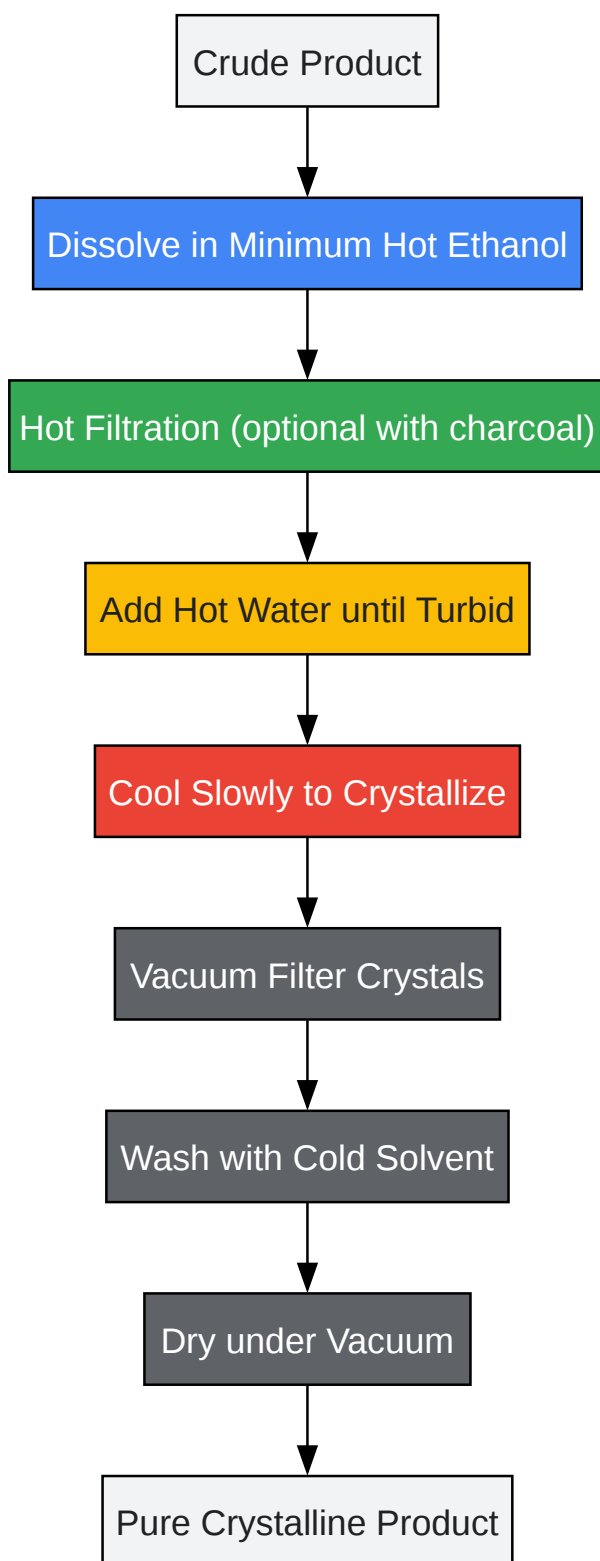 Crude Product
Dissolve in Minimum Hot Ethanol
Hot Filtration (optional with charcoal)
Add Hot Water until Turbid
Cool Slowly to Crystallize
Vacuum Filter Crystals
Wash with Cold Solvent
Dry under Vacuum
Pure Crystalline Product